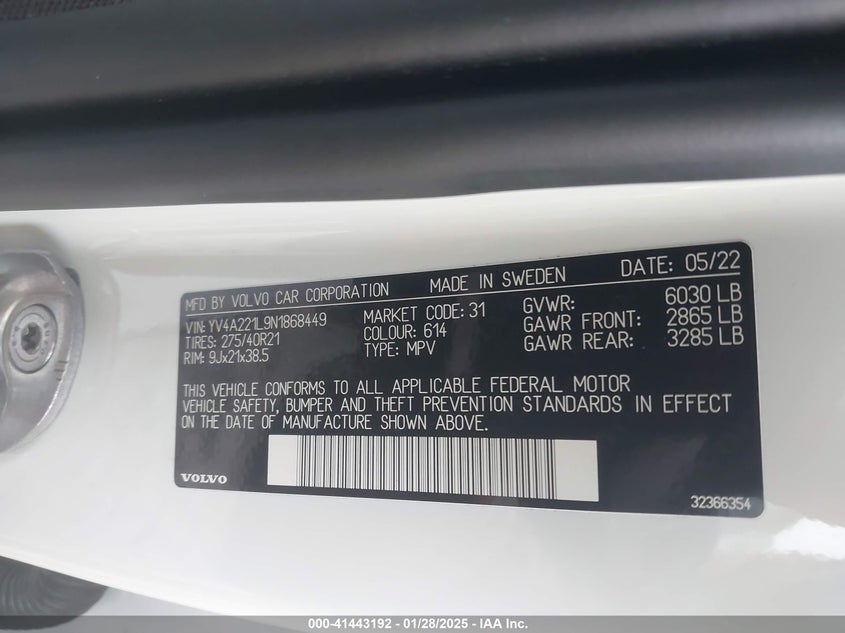 MFD BY VOLVO CAR CORPORATION MADE IN SWEDEN DATE: 05/22
VIN: YV4A221L9N1868449 MARKET CODE: 31 GVWR: 6030 LB
TIRES: 275/40R21 COLOUR: 614 GAWR FRONT: 2865 LB
RIM: 9Jx21x38.5 TYPE: MPV GAWR REAR: 3285 LB
THIS VEHICLE CONFORMS TO ALL APPLICABLE FEDERAL MOTOR
VEHICLE SAFETY, BUMPER AND THEFT PREVENTION STANDARDS IN EFFECT
ON THE DATE OF MANUFACTURE SHOWN ABOVE.
VOLVO 32366354
000-41443192 - 01/28/2025 - IAA Inc.